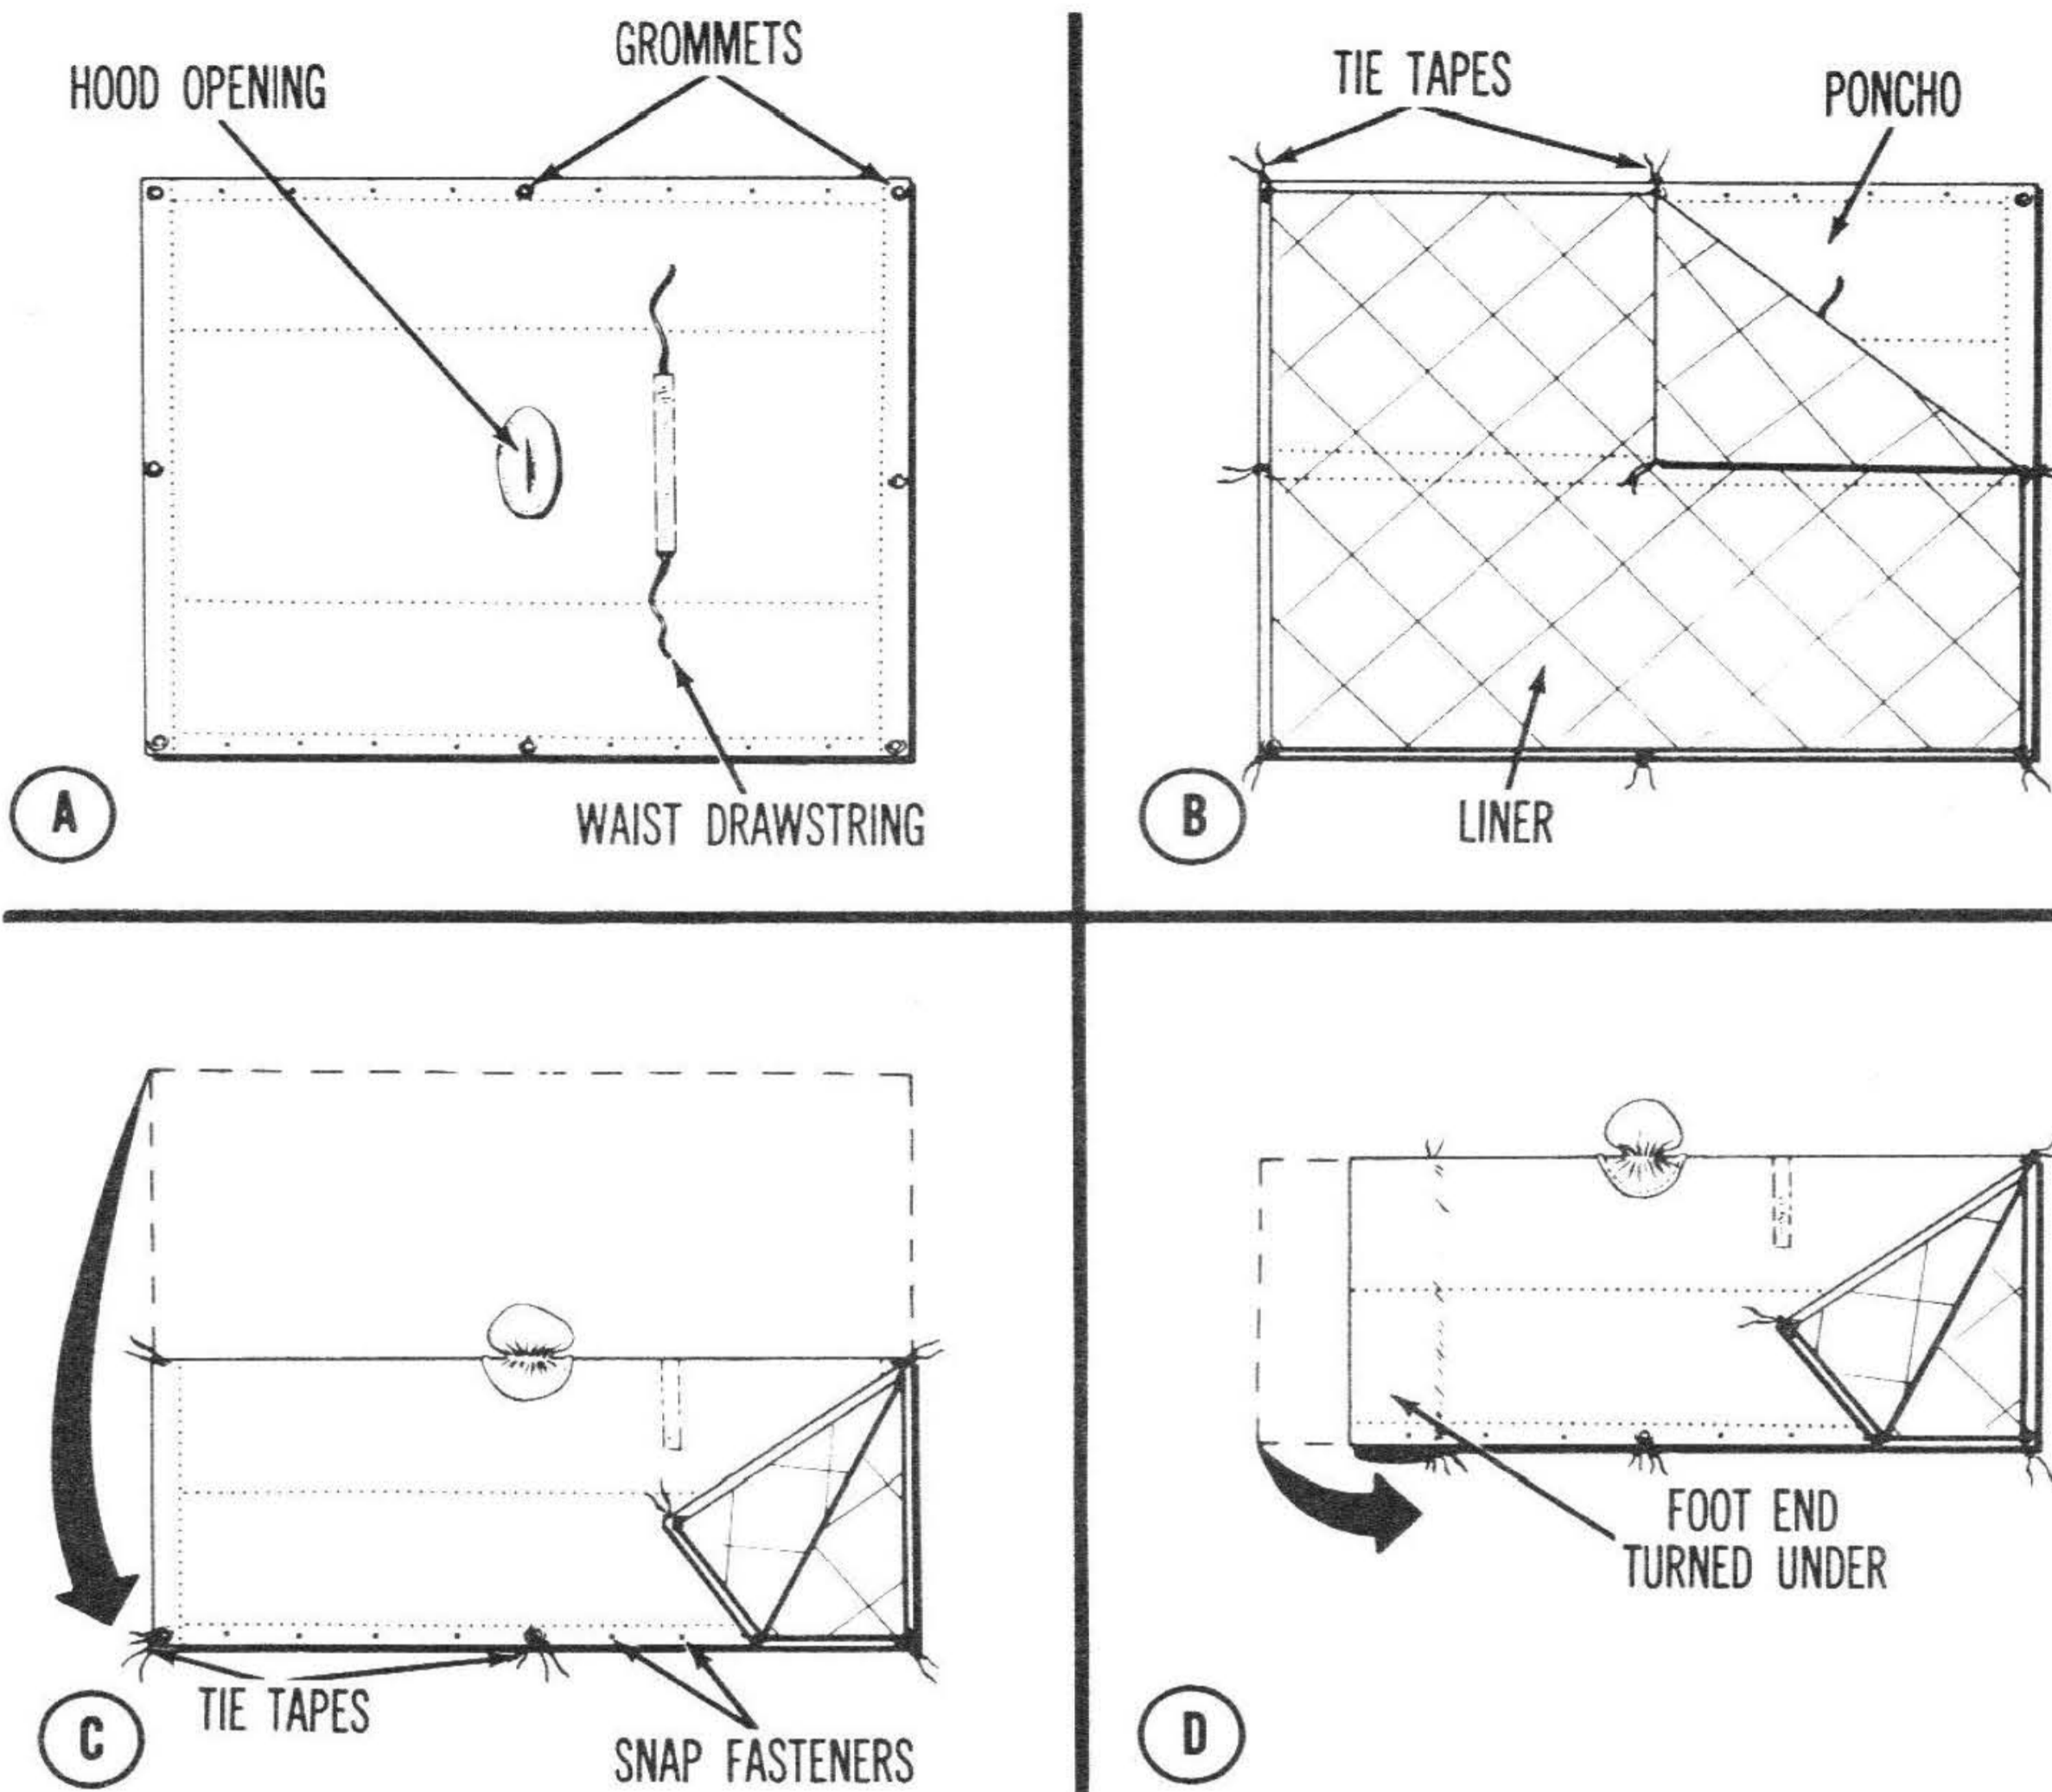 GROMMETS
HOOD OPENING
WAIST DRAWSTRING
A
TIE TAPES
PONCHO
LINER
B
TIE TAPES
SNAP FASTENERS
C
FOOT END
TURNED UNDER
D